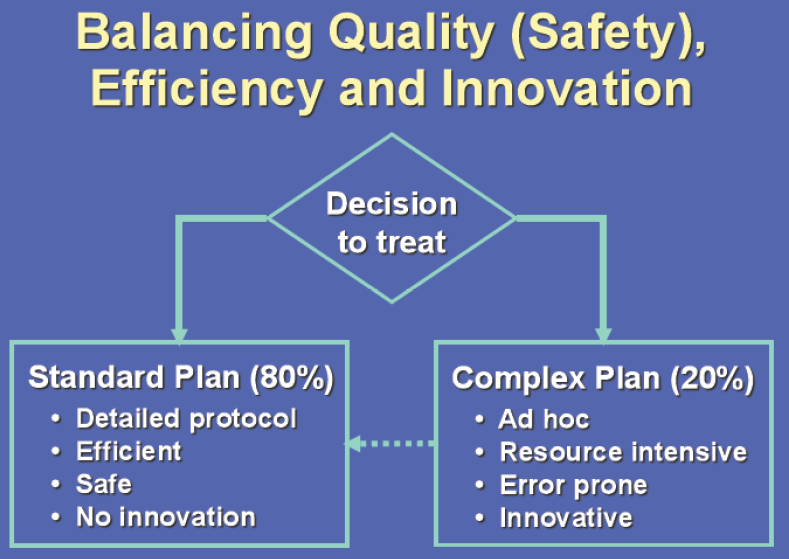 Balancing Quality (Safety),
Efficiency and Innovation
Decision
to treat
Standard Plan (80%)
• Detailed protocol
• Efficient
• Safe
• No innovation
Complex Plan (20%)
• Ad hoc
• Resource intensive
• Error prone
• Innovative